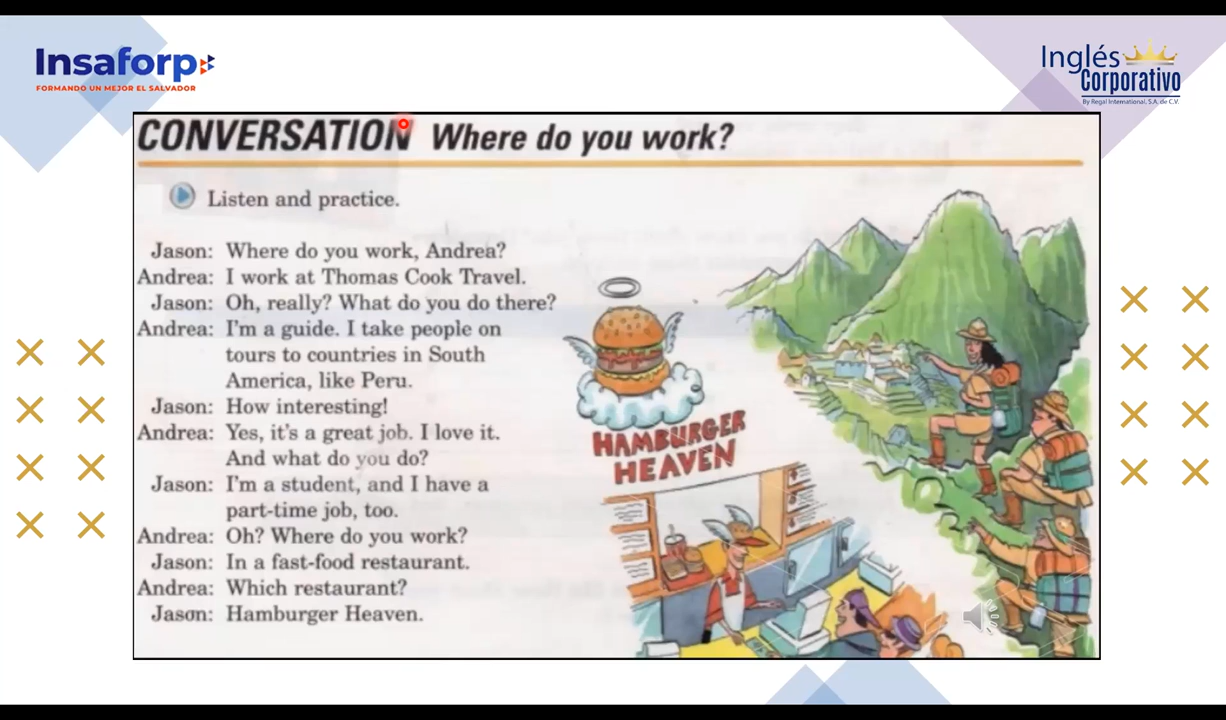 Insaforp
FORMANDO UN MEJOR EL SALVADOR
Inglés
Corporativo
By Regal International, S.A. de C.V.
CONVERSATION Where do you work?
Listen and practice.
Jason: Where do you work, Andrea?
Andrea: I work at Thomas Cook Travel.
Jason: Oh, really? What do you do there?
Andrea: I'm a guide. I take people on
tours to countries in South
America, like Peru.
Jason: How interesting!
Andrea: Yes, it's a great job. I love it.
And what do you do?
Jason: I'm a student, and I have a
part-time job, too.
Andrea: Oh? Where do you work?
Jason: In a fast-food restaurant.
Andrea: Which restaurant?
Jason: Hamburger Heaven.
HAMBURGER
HEAVEN